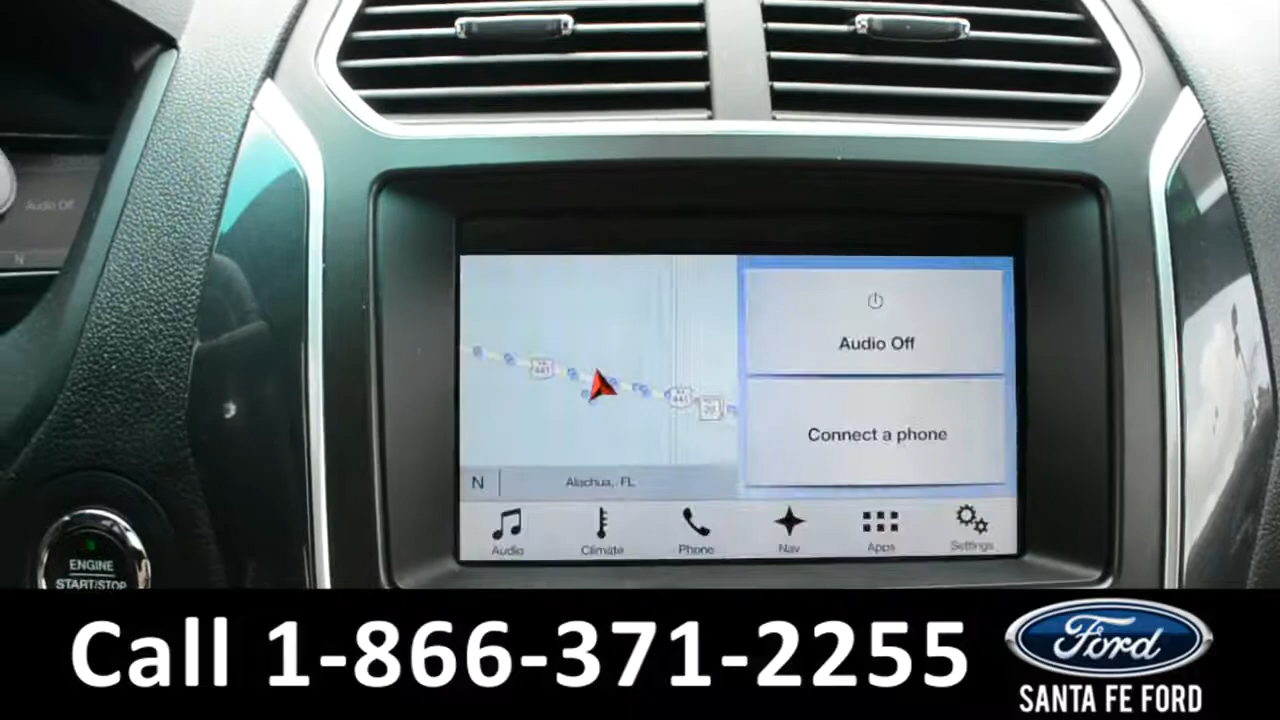 Audio Off
N
Audio Off
441
441
20
Connect a phone
N
Alachua, FL
Audio
Climate
Phone
Nav
Apps
Settings
ENGINE
START/STOP
Call 1-866-371-2255
Ford
SANTA FE FORD